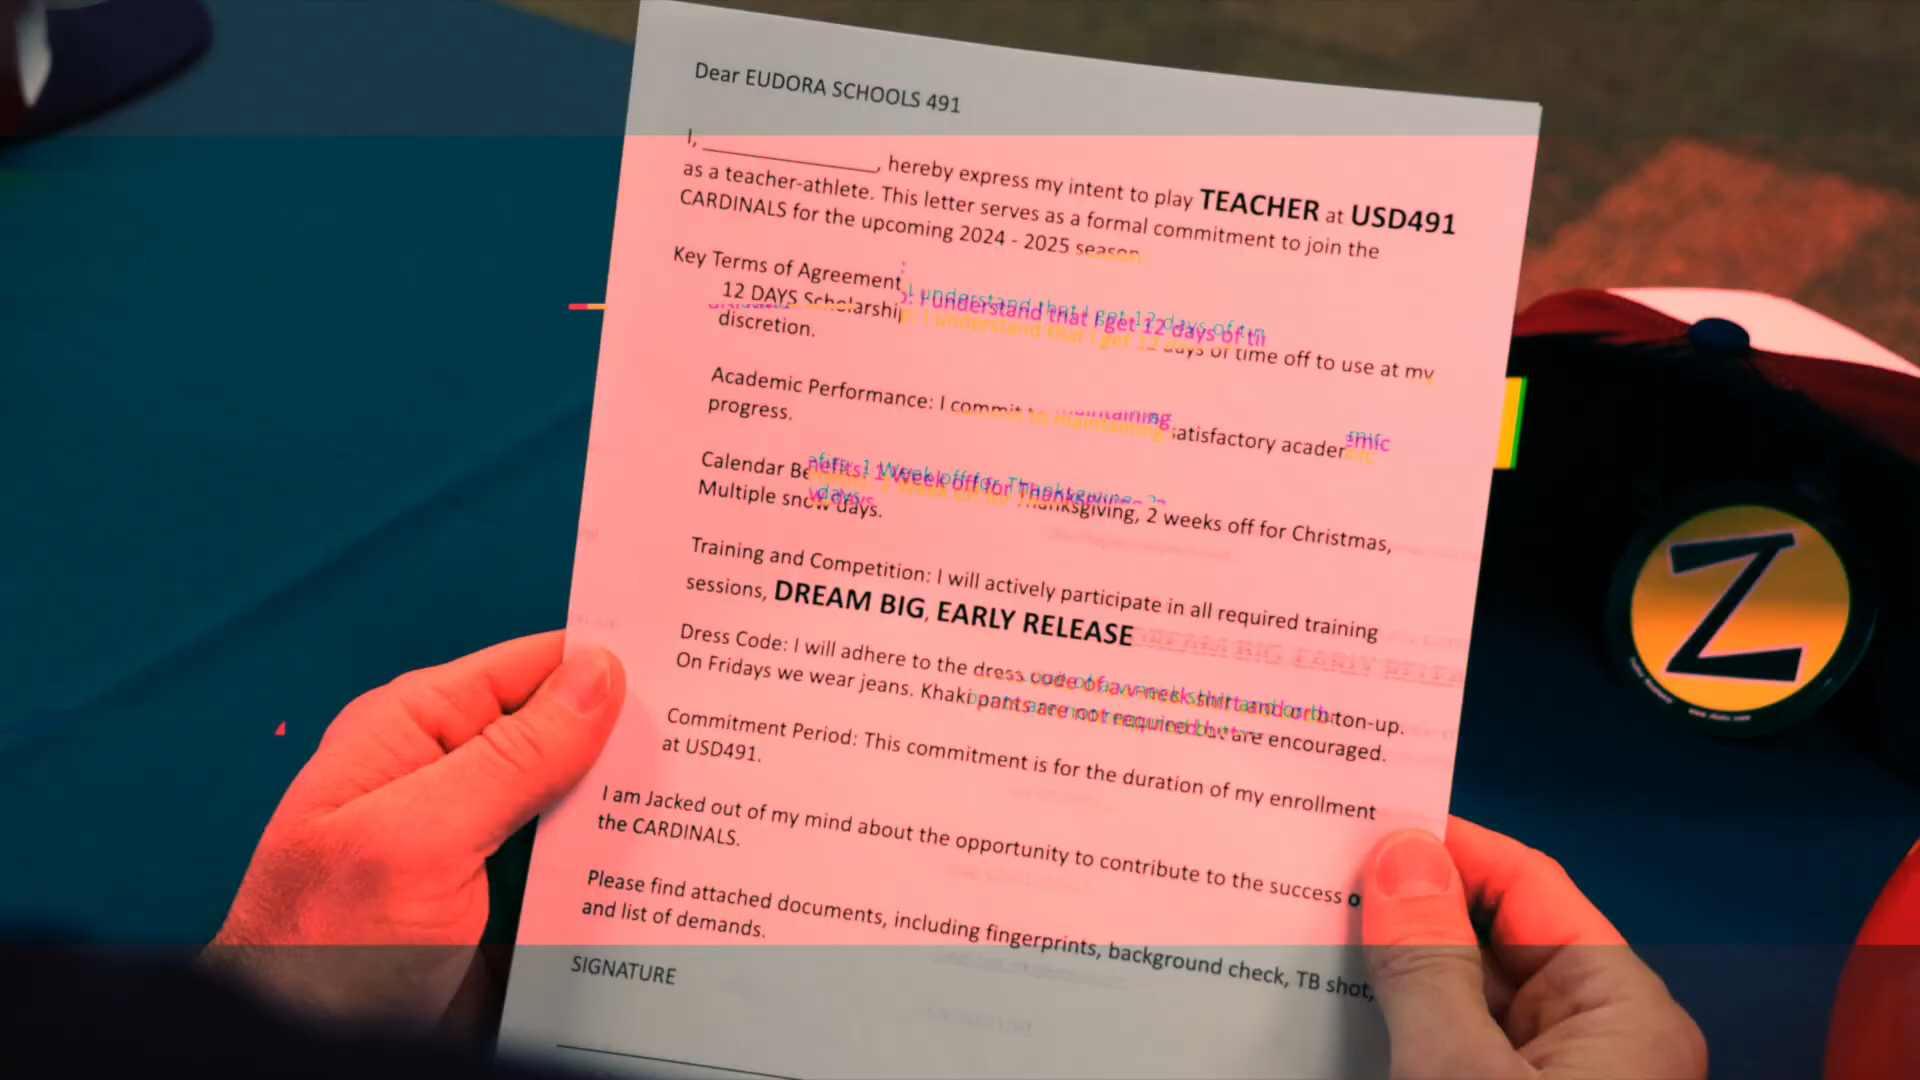 Dear EUDORA SCHOOLS 491
I, _______________, hereby express my intent to play TEACHER at USD491
as a teacher-athlete. This letter serves as a formal commitment to join the
CARDINALS for the upcoming 2024 - 2025 season.
Key Terms of Agreement:
12 DAYS Scholarship: I understand that I get 12 days of time off to use at my
discretion.
Academic Performance: I commit to maintaining satisfactory academic
progress.
Calendar Benefits: 1 Week off for Thanksgiving, 2 weeks off for Christmas,
Multiple snow days.
Training and Competition: I will actively participate in all required training
sessions, DREAM BIG, EARLY RELEASE
Dress Code: I will adhere to the dress code of a v-neck shirt and or button-up.
On Fridays we wear jeans. Khaki pants are not required but are encouraged.
Commitment Period: This commitment is for the duration of my enrollment
at USD491.
I am Jacked out of my mind about the opportunity to contribute to the success
the CARDINALS.
Please find attached documents, including fingerprints, background check, TB shot,
and list of demands.
SIGNATURE
Z